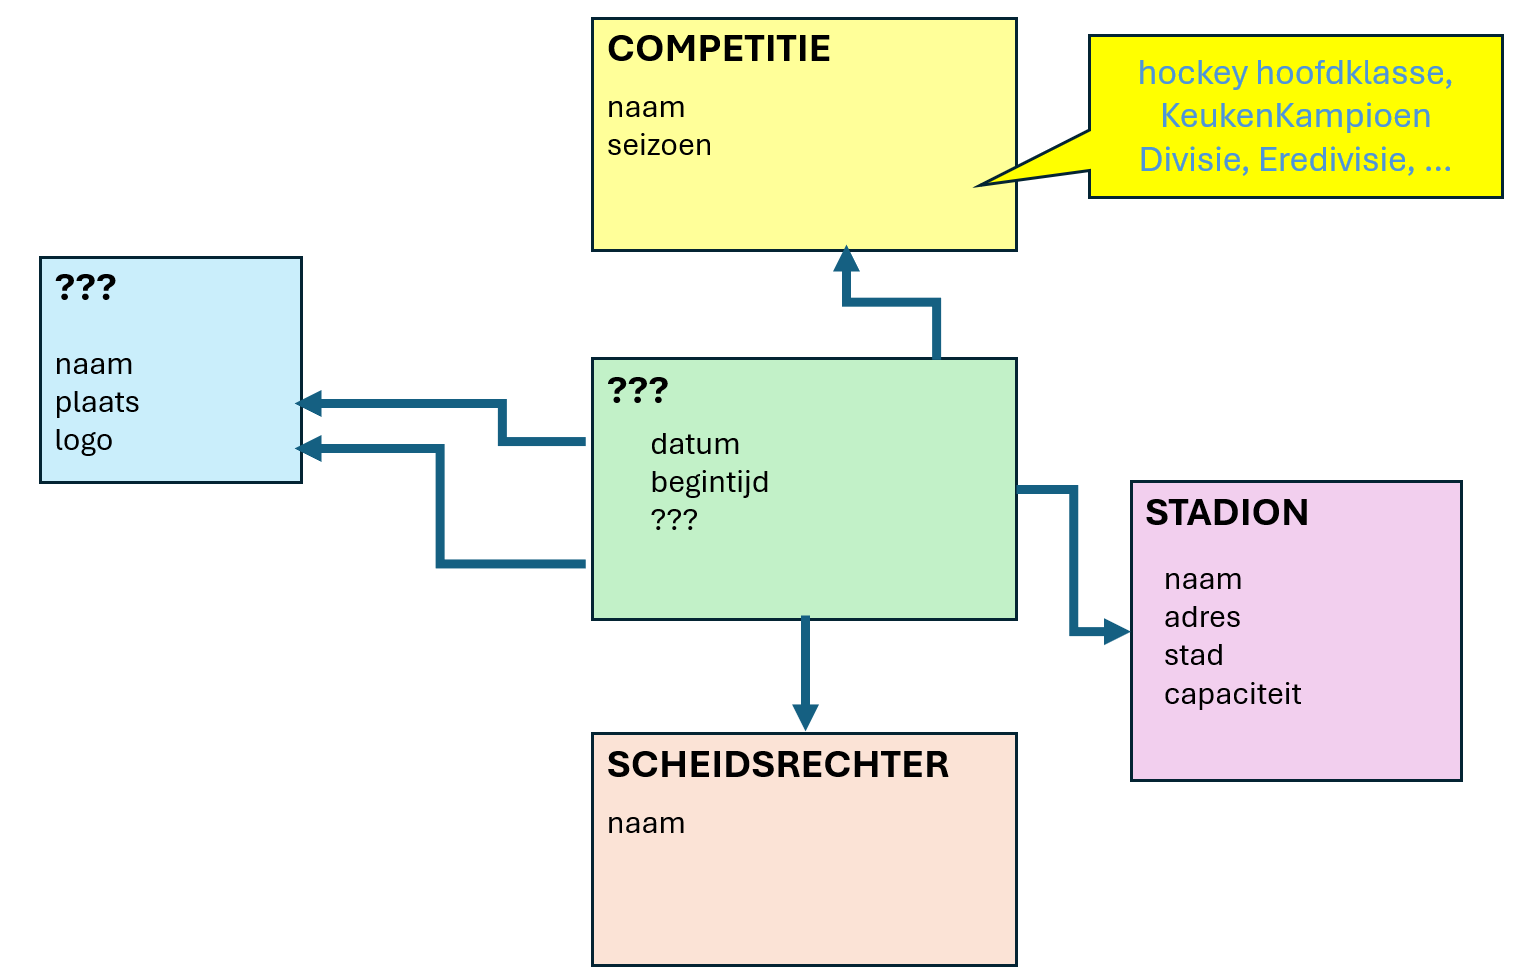 COMPETITIE
naam
seizoen
hockey hoofdklasse,
KeukenKampioen
Divisie, Eredivisie, ...
???
naam
plaats
logo
???
datum
begintijd
???
STADION
naam
adres
stad
capaciteit
SCHEIDSRECHTER
naam